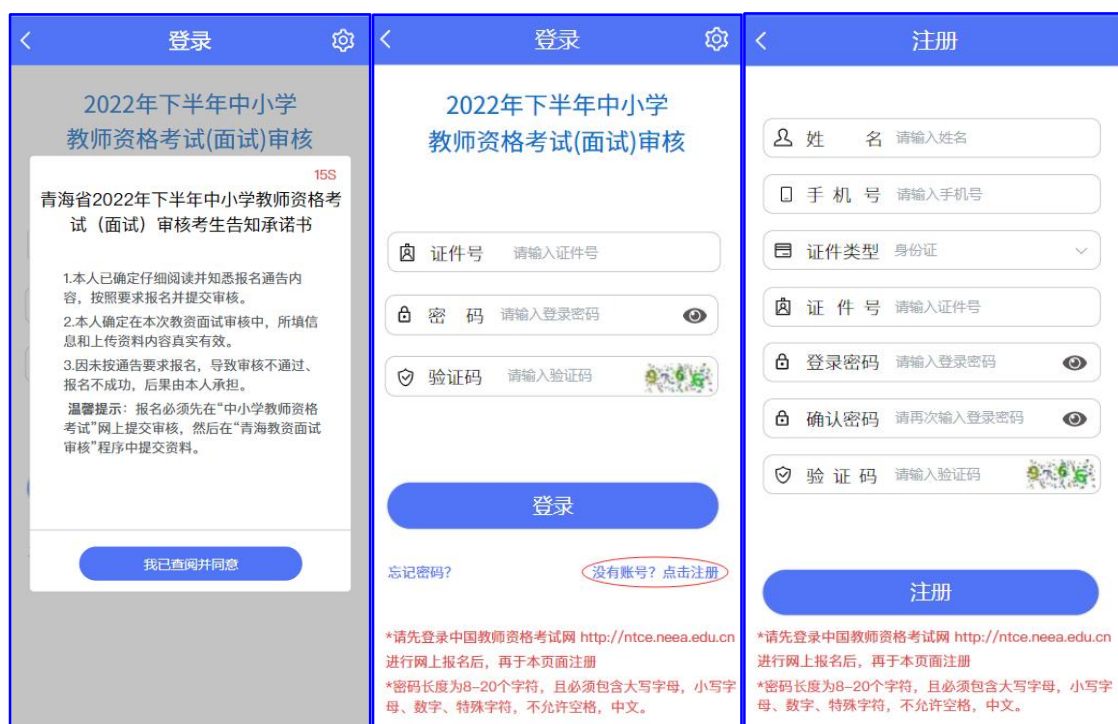 登录
2022年下半年中小学
教师资格考试(面试)审核
15S
青海省2022年下半年中小学教师资格考
试（面试）审核考生告知承诺书
1.本人已确定仔细阅读并知悉报名通告内
容，按照要求报名并提交审核。
2.本人确定在本次教资面试审核中，所填信
息和上传资料内容真实有效。
3.因未按通告要求报名，导致审核不通过、
报名不成功，后果由本人承担。
温馨提示：报名必须先在“中小学教师资格
考试”网上提交审核，然后在“青海教资面试
审核”程序中提交资料。
我已查阅并同意
登录
2022年下半年中小学
教师资格考试(面试)审核
证件号 请输入证件号
密 码 请输入登录密码
验证码 请输入验证码
登录
忘记密码？ 没有账号？点击注册
*请先登录中国教师资格考试网 http://ntce.neea.edu.cn
进行网上报名后，再于本页面注册
*密码长度为8-20个字符，且必须包含大写字母，小写字
母、数字、特殊字符，不允许空格，中文。
注册
姓 名 请输入姓名
手 机 号 请输入手机号
证件类型 身份证
证 件 号 请输入证件号
登录密码 请输入登录密码
确认密码 请再次输入登录密码
验 证 码 请输入验证码
注册
*请先登录中国教师资格考试网 http://ntce.neea.edu.cn
进行网上报名后，再于本页面注册
*密码长度为8-20个字符，且必须包含大写字母，小写字
母、数字、特殊字符，不允许空格，中文。